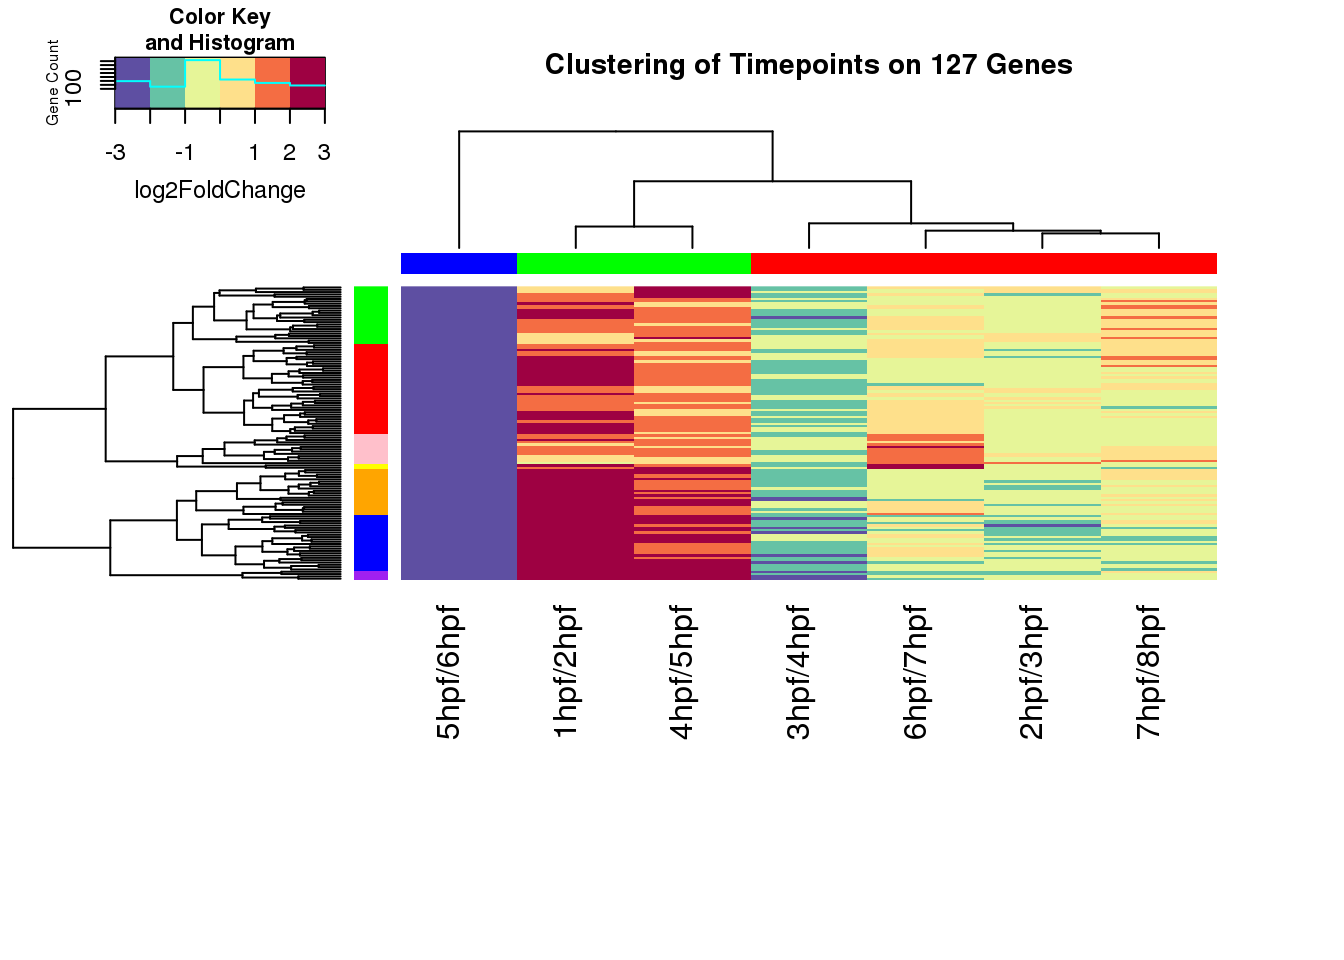 Color Key
and Histogram
Gene Count
100
-3 -1 1 2 3
log2FoldChange
Clustering of Timepoints on 127 Genes
5hpf/6hpf
1hpf/2hpf
4hpf/5hpf
3hpf/4hpf
6hpf/7hpf
2hpf/3hpf
7hpf/8hpf